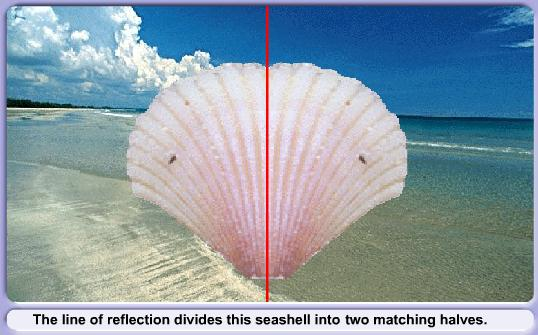 The line of reflection divides this seashell into two matching halves.